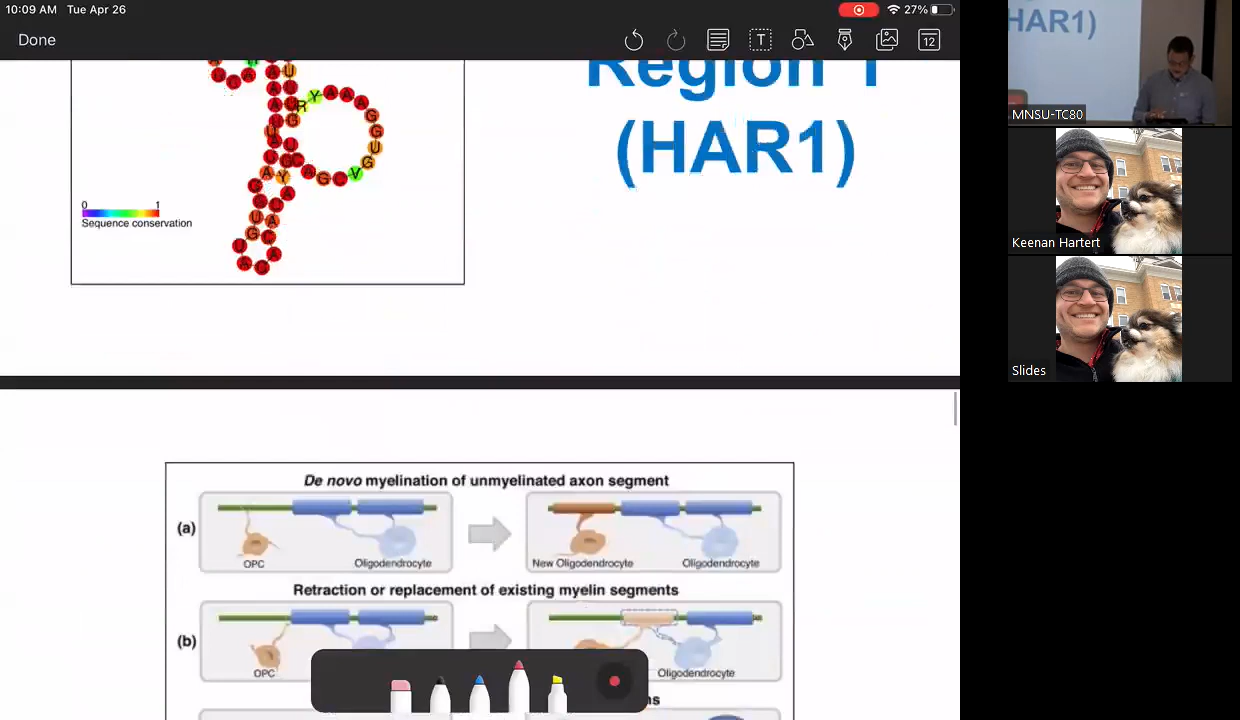 10:09 AM Tue Apr 26
27%
Done
12
Region 1
(HAR1)
0 1
Sequence conservation
De novo myelination of unmyelinated axon segment
(a)
OPC
Oligodendrocyte
New Oligodendrocyte
Oligodendrocyte
Retraction or replacement of existing myelin segments
(b)
OPC
Oligodendrocyte
ns
HAR1)
MNSU-TC80
Keenan Hartert
Slides